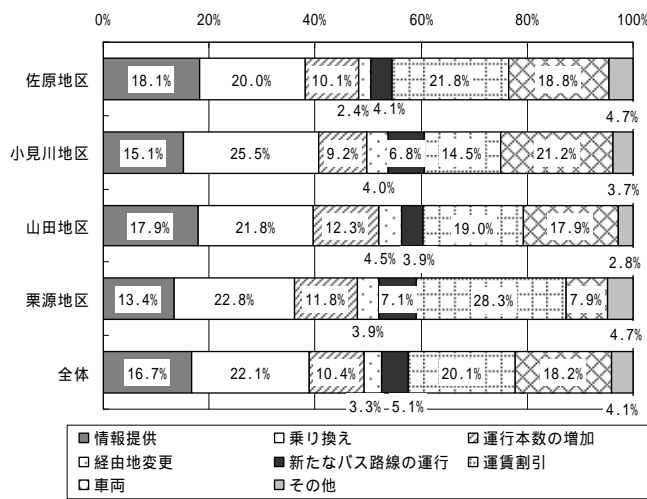 0% 20% 40% 60% 80% 100%
佐原地区 18.1% 20.0% 10.1% 21.8% 18.8%
2.4% 4.1% 4.7%
小見川地区 15.1% 25.5% 9.2% 6.8% 14.5% 21.2%
4.0% 3.7%
山田地区 17.9% 21.8% 12.3% 19.0% 17.9%
4.5% 3.9% 2.8%
栗源地区 13.4% 22.8% 11.8% 7.1% 28.3% 7.9%
3.9% 4.7%
全体 16.7% 22.1% 10.4% 20.1% 18.2%
3.3% 5.1% 4.1%
情報提供 乗り換え 運行本数の増加
経由地変更 新たなバス路線の運行 運賃割引
車両 その他